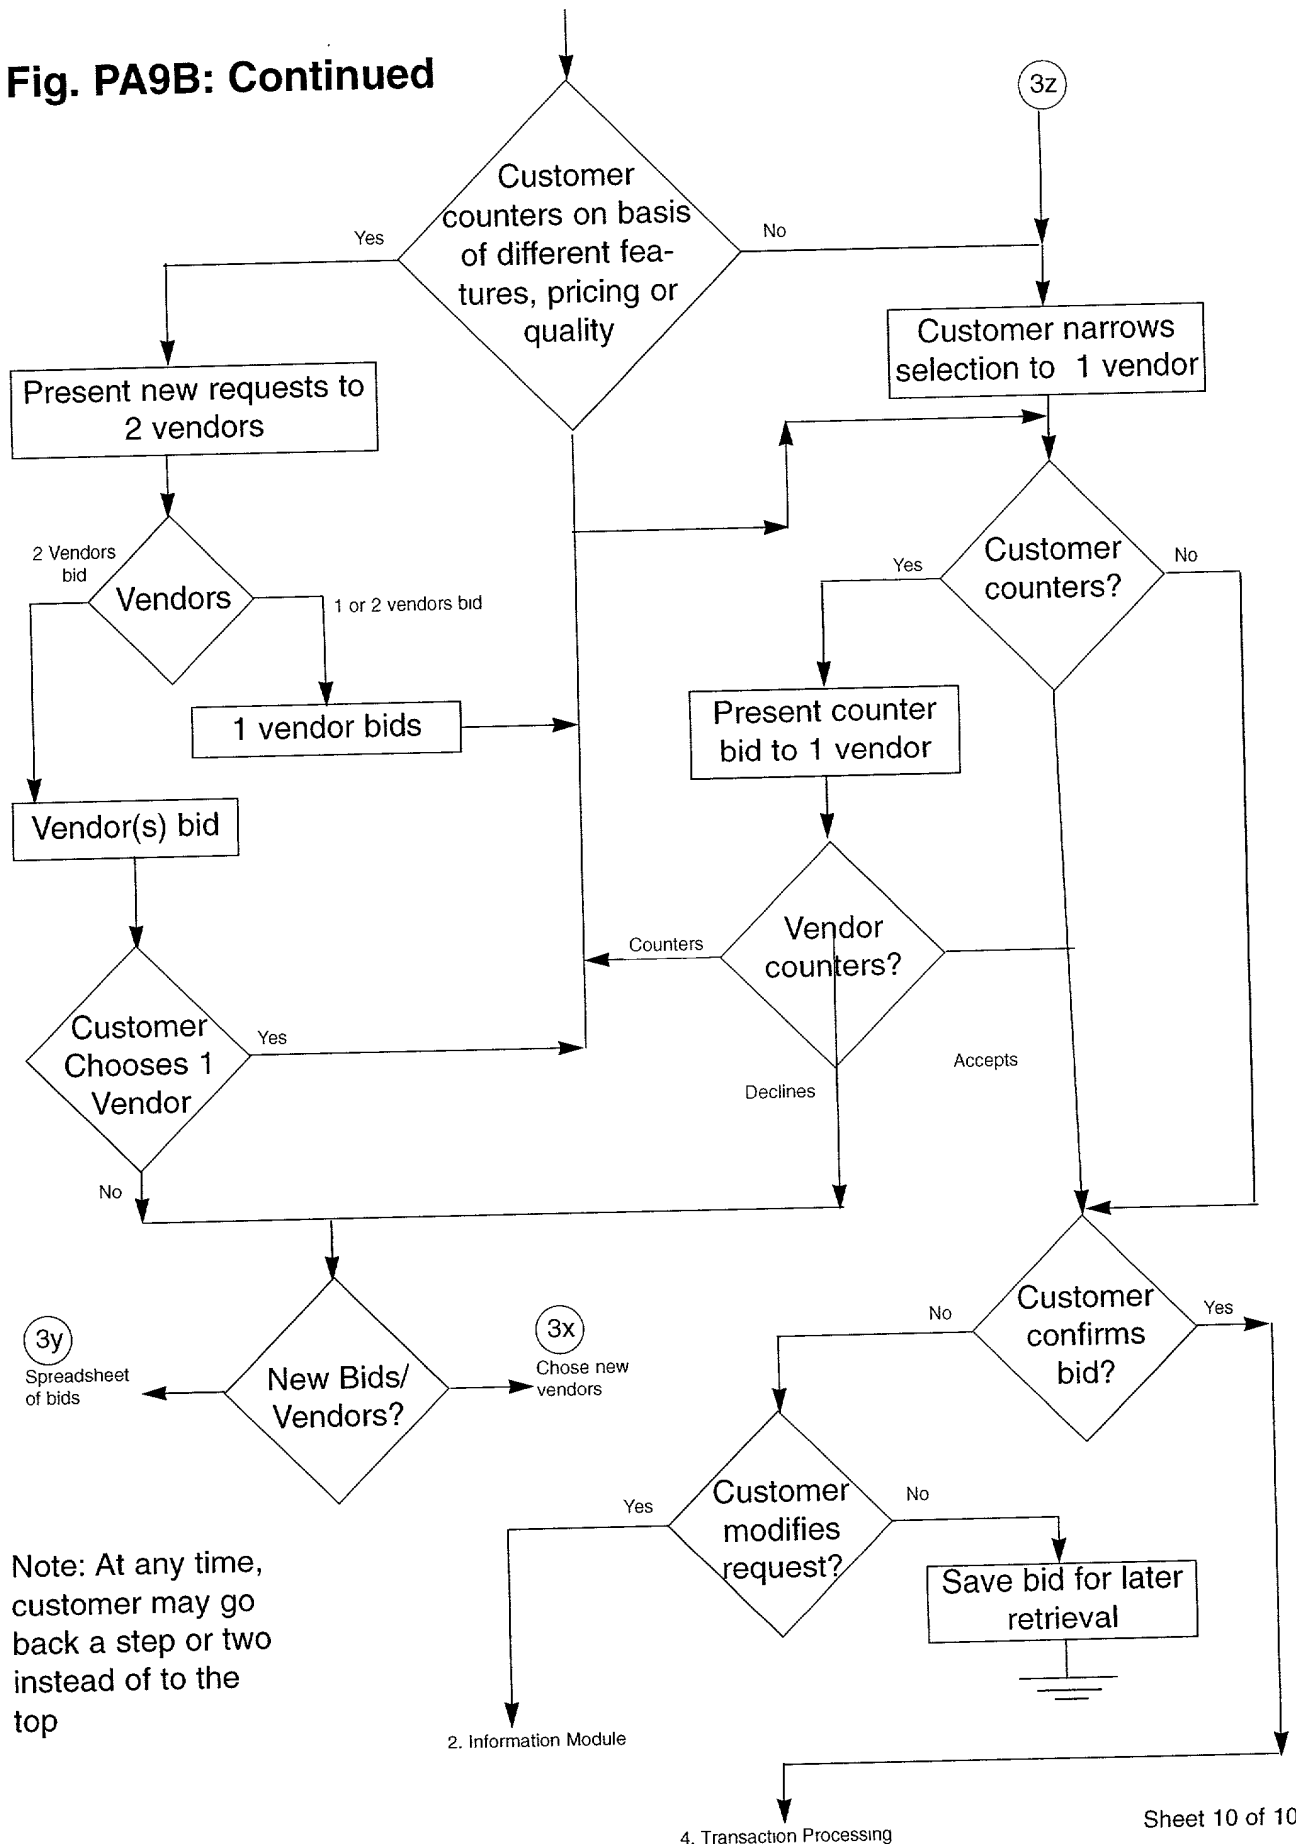 Fig. PA9B: Continued
3z
Customer
counters on basis
of different fea-
tures, pricing or
quality
Yes
No
Customer narrows
selection to 1 vendor
Present new requests to
2 vendors
2 Vendors
bid
Vendors
1 or 2 vendors bid
Customer
counters?
Yes
No
1 vendor bids
Present counter
bid to 1 vendor
Vendor(s) bid
Vendor
counters?
Counters
Customer
Chooses 1
Vendor
Yes
Declines
Accepts
No
3y
Spreadsheet
of bids
New Bids/
Vendors?
3x
Chose new
vendors
Customer
confirms
bid?
No
Yes
Customer
modifies
request?
Yes
No
Save bid for later
retrieval
Note: At any time,
customer may go
back a step or two
instead of to the
top
2. Information Module
4. Transaction Processing
Sheet 10 of 10